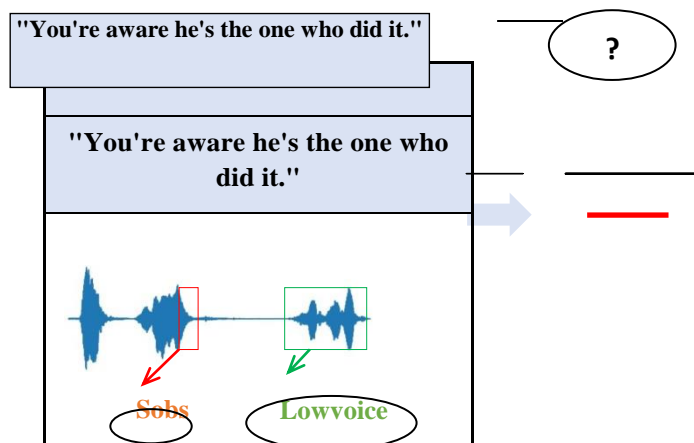 "You're aware he's the one who did it."
?
"You're aware he's the one who
did it."
Sobs
Lowvoice